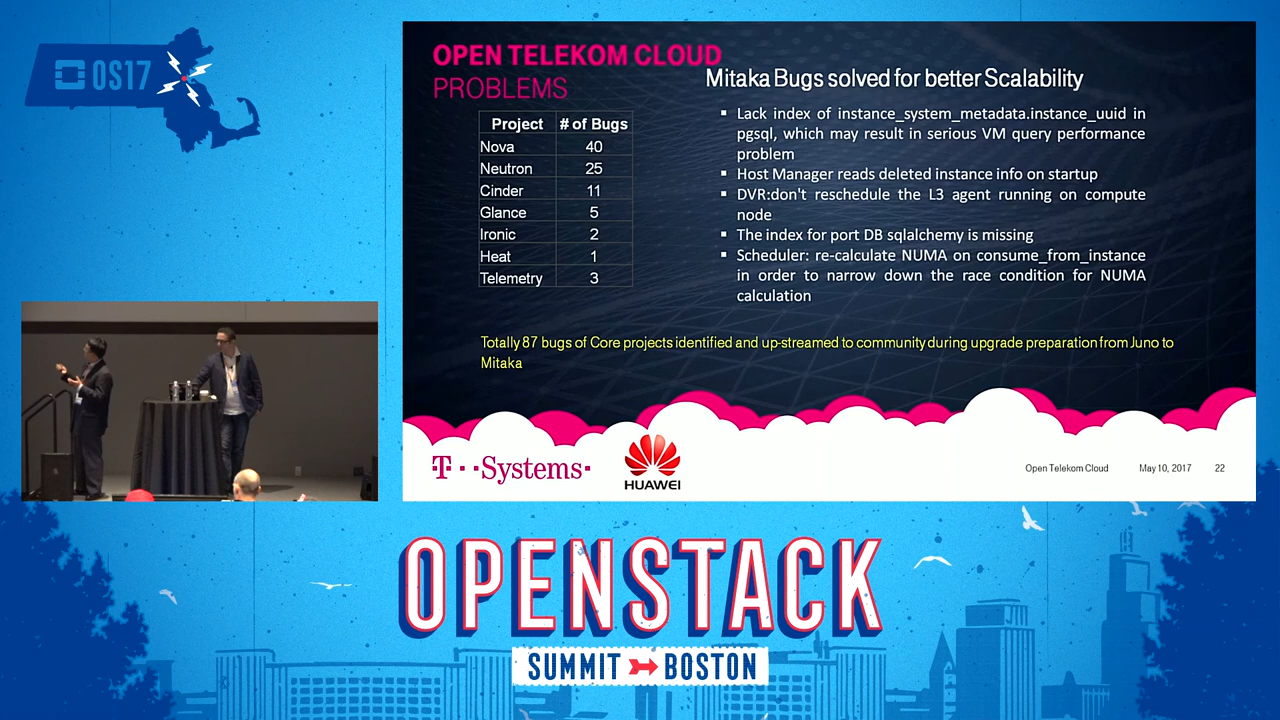 OS17
OPEN TELEKOM CLOUD
PROBLEMS
Mitaka Bugs solved for better Scalability
Project # of Bugs
Nova 40
Neutron 25
Cinder 11
Glance 5
Ironic 2
Heat 1
Telemetry 3
▪ Lack index of instance_system_metadata.instance_uuid in
pgsql, which may result in serious VM query performance
problem
▪ Host Manager reads deleted instance info on startup
▪ DVR:don't reschedule the L3 agent running on compute
node
▪ The index for port DB sqlalchemy is missing
▪ Scheduler: re-calculate NUMA on consume_from_instance
in order to narrow down the race condition for NUMA
calculation
Totally 87 bugs of Core projects identified and up-streamed to community during upgrade preparation from Juno to
Mitaka
T · · Systems ·
HUAWEI
Open Telekom Cloud May 10, 2017 22
OPENSTACK
SUMMIT BOSTON